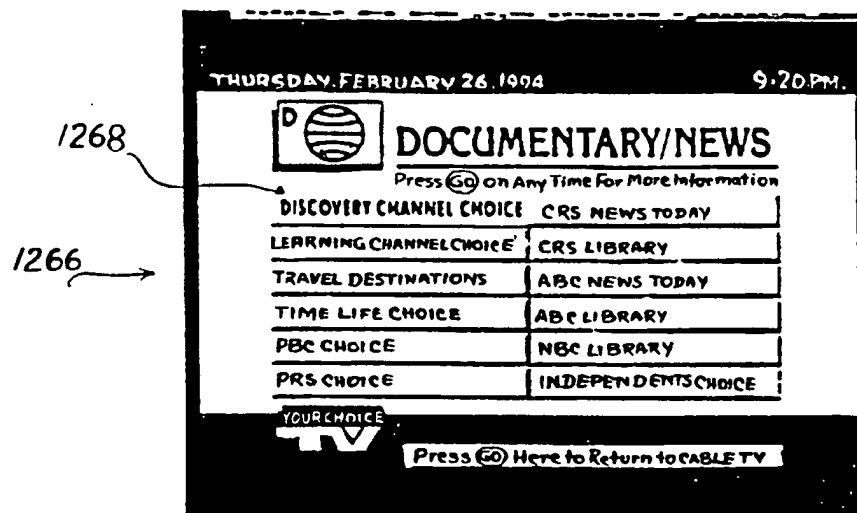 THURSDAY, FEBRUARY 26, 1994 9:20 P.M.
D
DOCUMENTARY/NEWS
1268
Press GO on Any Time For More Information
DISCOVERY CHANNEL CHOICE CRS NEWS TODAY
LEARNING CHANNEL CHOICE CRS LIBRARY
1266
TRAVEL DESTINATIONS ABC NEWS TODAY
TIME LIFE CHOICE ABC LIBRARY
PBC CHOICE NBC LIBRARY
PRS CHOICE INDEPENDENTS CHOICE
YOUR CHOICE
TV
Press GO Here to Return to CABLE TV